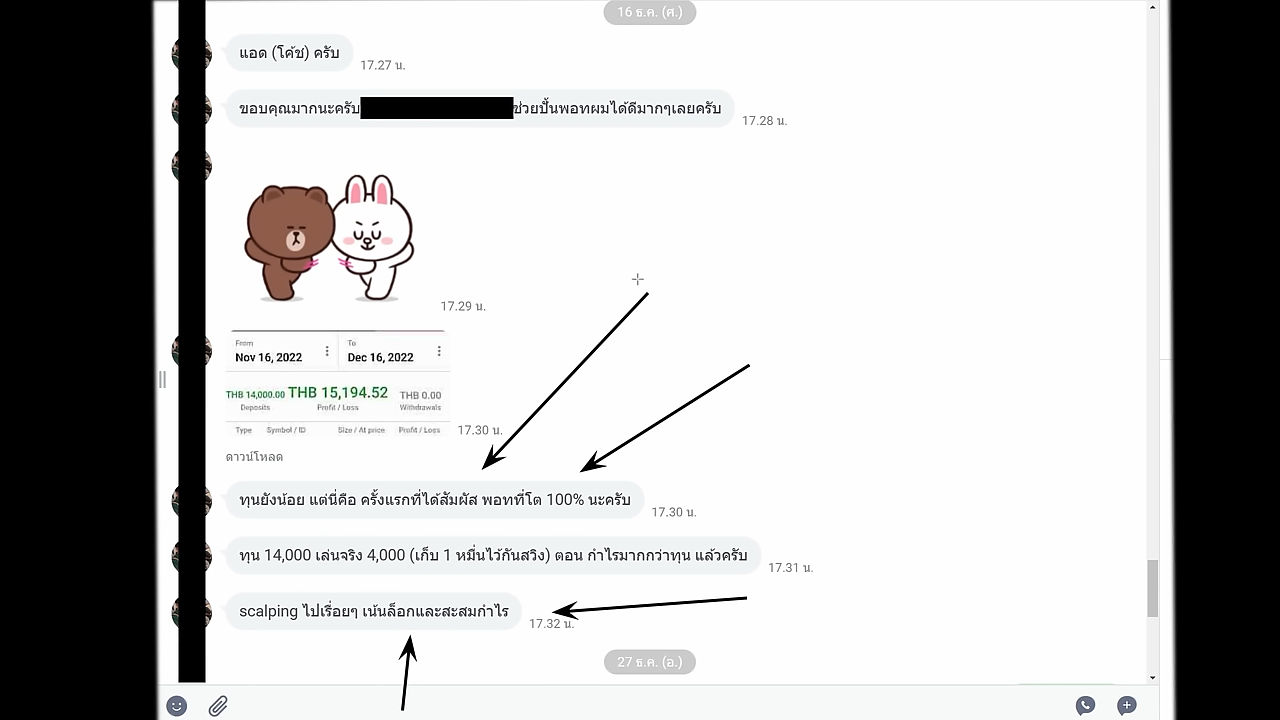 16 ธ.ค. (ศ.)
แอด (โค้ช) ครับ
17.27 น.
ขอบคุณมากนะครับ ช่วยปั้นพอทผมได้ดีมากๆเลยครับ
17.28 น.
17.29 น.
From To
Nov 16, 2022 Dec 16, 2022
THB 14,000.00 THB 15,194.52 THB 0.00
Deposits Profit / Loss Withdrawals
Type Symbol / ID Size / At price Profit / Loss
17.30 น.
ดาวน์โหลด
ทุนยังน้อย แต่นี่คือ ครั้งแรกที่ได้สัมผัส พอทที่โต 100% นะครับ
17.30 น.
ทุน 14,000 เล่นจริง 4,000 (เก็บ 1 หมื่นไว้กันสวิง) ตอน กำไรมากกว่าทุน แล้วครับ
17.31 น.
scalping ไปเรื่อยๆ เน้นล็อกและสะสมกำไร
17.32 น.
27 ธ.ค. (อ.)